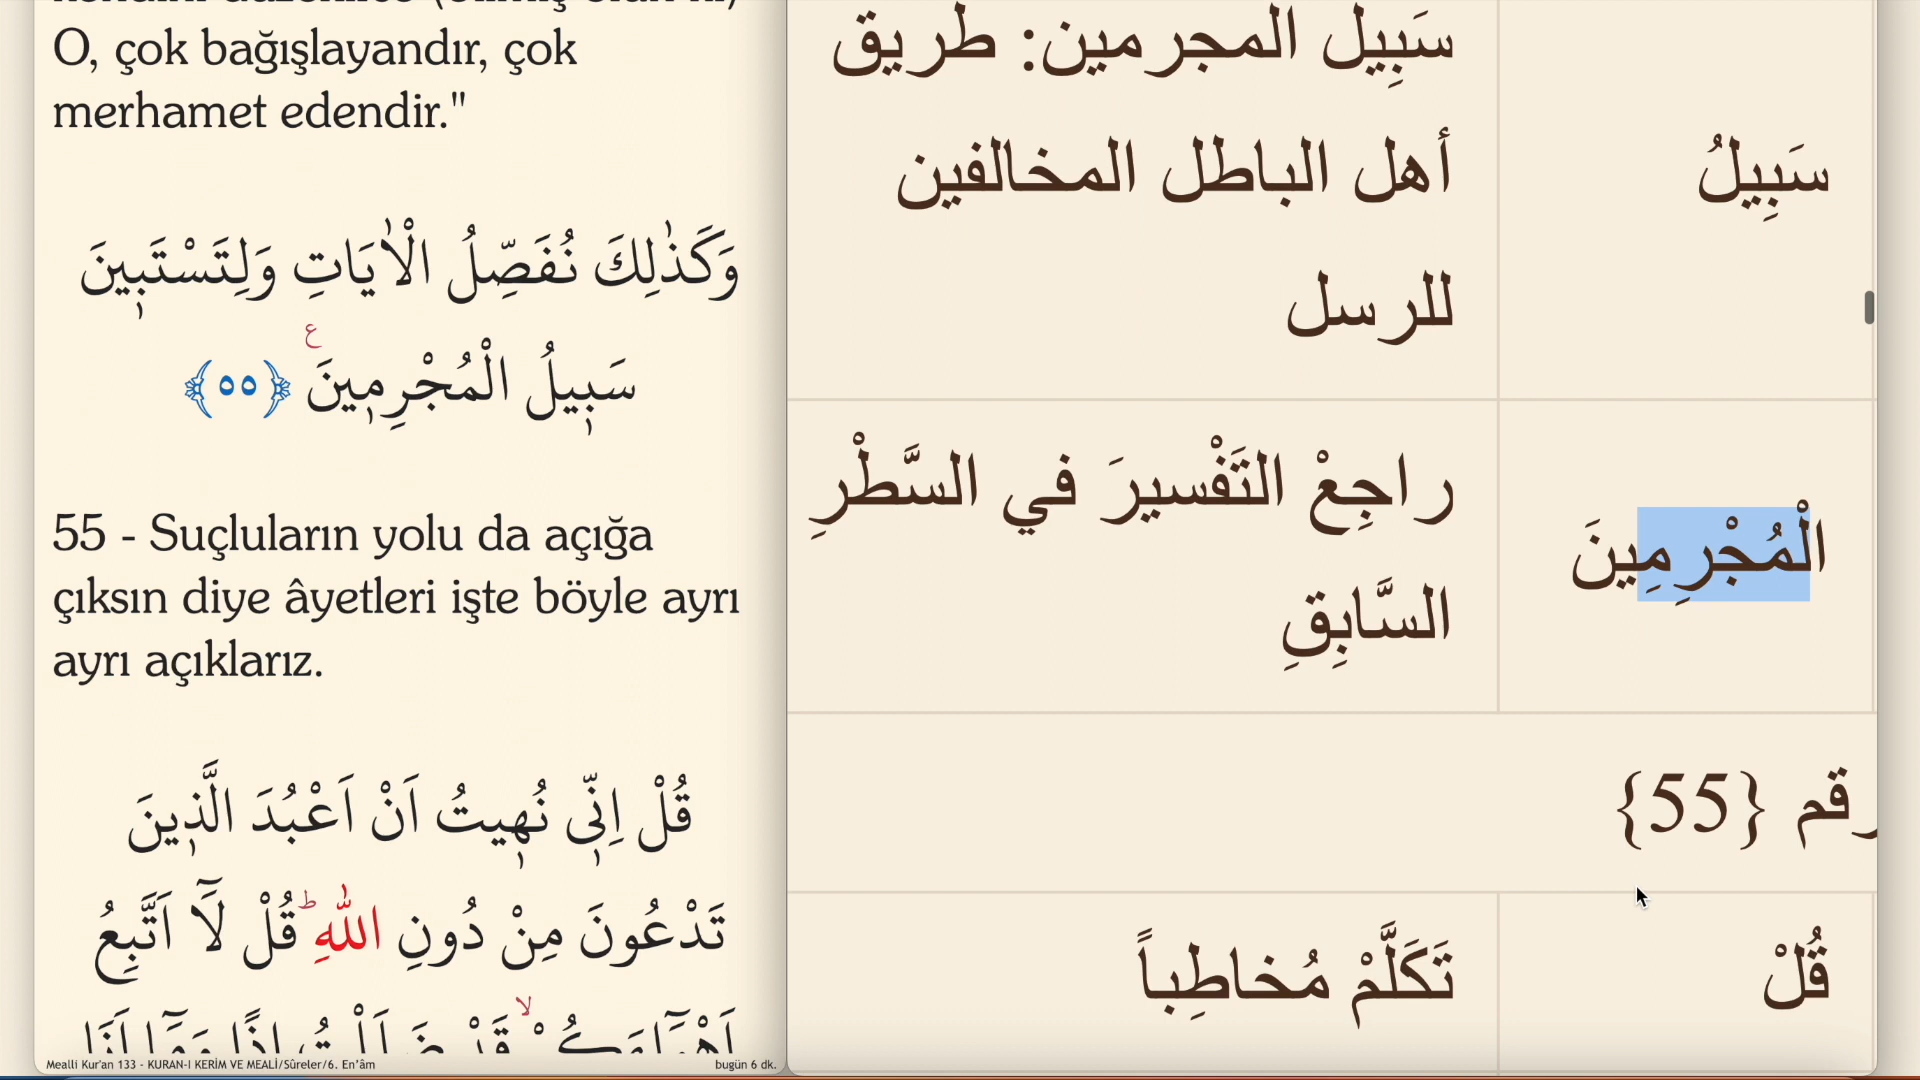 O, çok bağışlayandır, çok
merhamet edendir."
وَكَذٰلِكَ نُفَصِّلُ الْاٰيَاتِ وَلِتَسْتَب۪ينَ
سَب۪يلُ الْمُجْرِم۪ينَ ع ﴿٥٥﴾
55 - Suçluların yolu da açığa
çıksın diye âyetleri işte böyle ayrı
ayrı açıklarız.
قُلْ اِنّ۪ي نُه۪يتُ اَنْ اَعْبُدَ الَّذ۪ينَ
تَدْعُونَ مِنْ دُونِ اللّٰهِ ط قُلْ لَٓا اَتَّبِعُ
Mealli Kur'an 133 - KURAN-I KERİM VE MEALİ/Sûreler/6. En'âm
bugün 6 dk.
سَبِيلُ
سَبِيل المجرمين: طريق
أهل الباطل المخالفين
للرسل
الْمُجْرِمِينَ
راجِعْ التَفْسيرَ في السَّطْرِ
السَّابِقِ
رقم {55}
قُلْ
تَكَلَّمْ مُخاطِباً